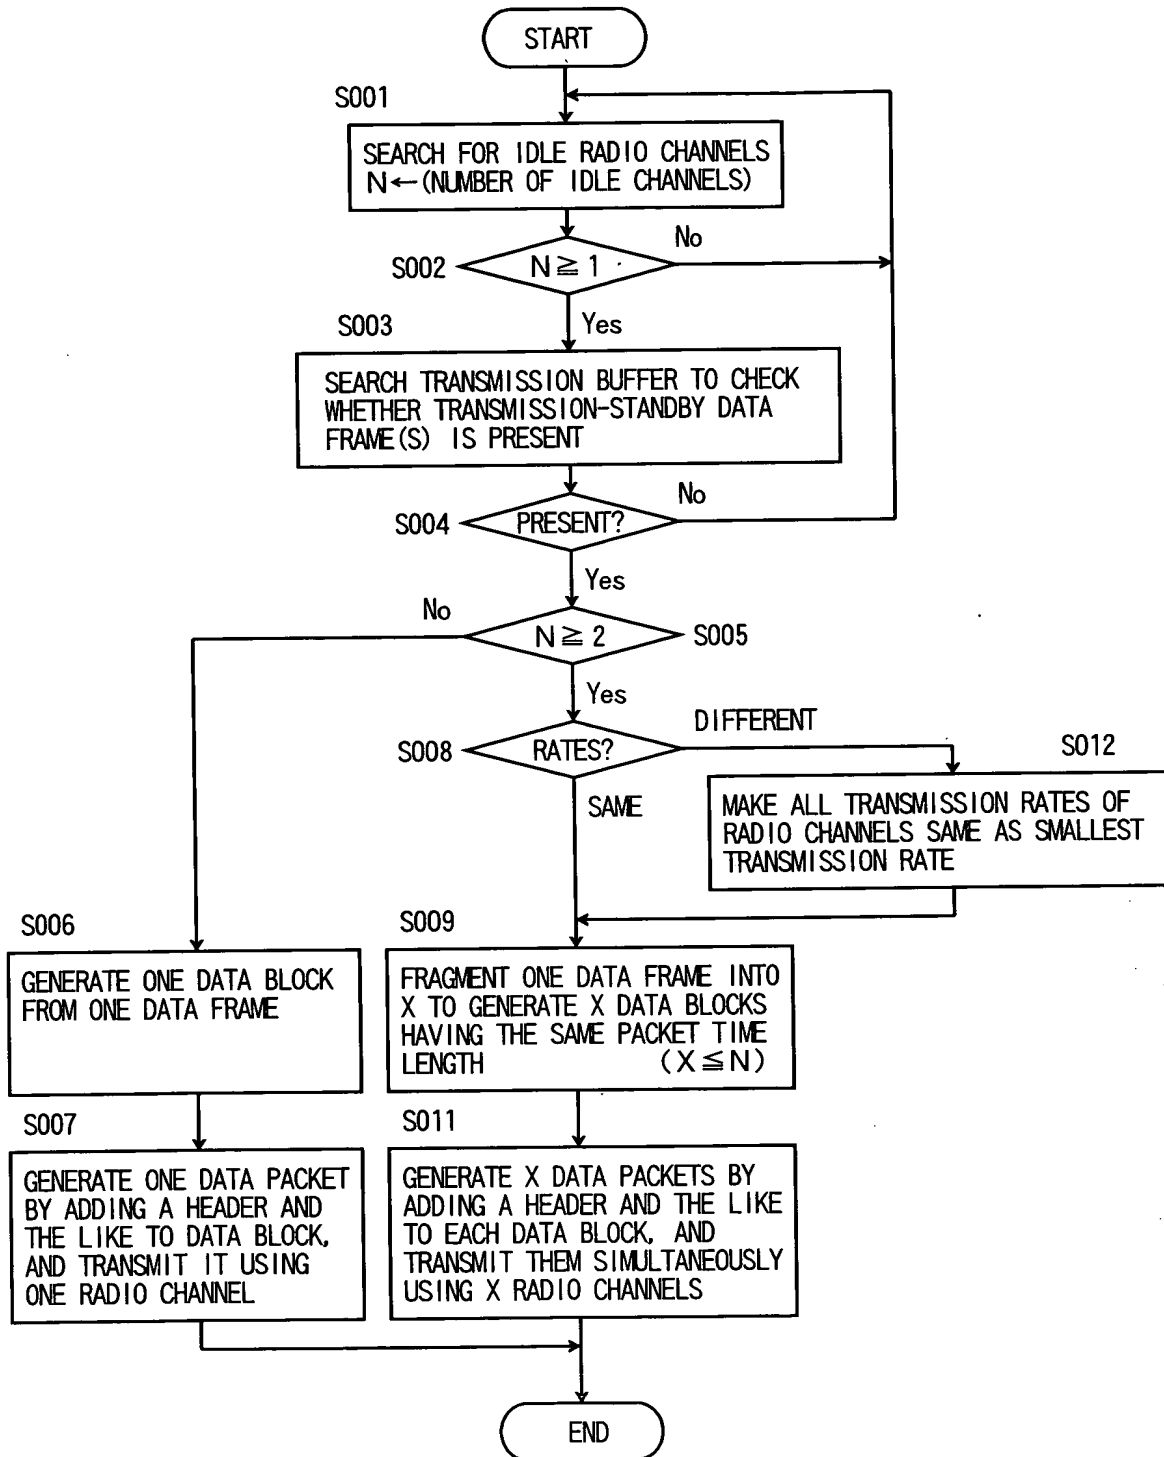 START
S001
SEARCH FOR IDLE RADIO CHANNELS
N←(NUMBER OF IDLE CHANNELS)
No
S002
N≧1
Yes
S003
SEARCH TRANSMISSION BUFFER TO CHECK
WHETHER TRANSMISSION-STANDBY DATA
FRAME(S) IS PRESENT
No
S004
PRESENT?
Yes
No
N≧2
S005
Yes
DIFFERENT
S008
RATES?
S012
SAME
MAKE ALL TRANSMISSION RATES OF
RADIO CHANNELS SAME AS SMALLEST
TRANSMISSION RATE
S006
GENERATE ONE DATA BLOCK
FROM ONE DATA FRAME
S009
FRAGMENT ONE DATA FRAME INTO
X TO GENERATE X DATA BLOCKS
HAVING THE SAME PACKET TIME
LENGTH (X≦N)
S007
GENERATE ONE DATA PACKET
BY ADDING A HEADER AND
THE LIKE TO DATA BLOCK,
AND TRANSMIT IT USING
ONE RADIO CHANNEL
S011
GENERATE X DATA PACKETS BY
ADDING A HEADER AND THE LIKE
TO EACH DATA BLOCK, AND
TRANSMIT THEM SIMULTANEOUSLY
USING X RADIO CHANNELS
END